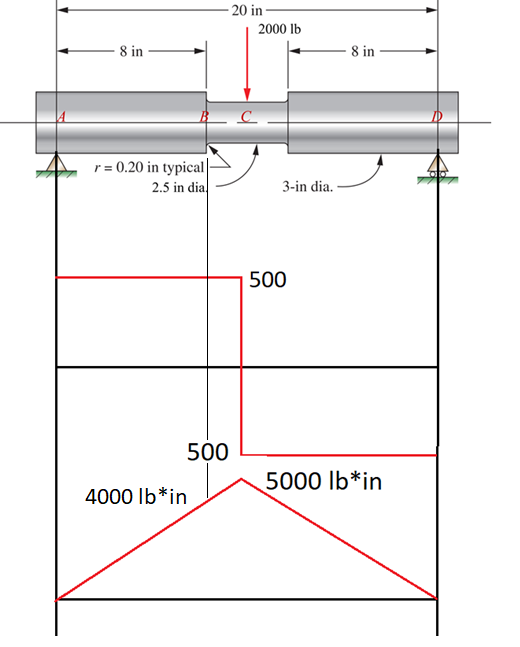 20 in
2000 lb
8 in
8 in
A
B
C
D
r = 0.20 in typical
2.5 in dia.
3-in dia.
500
500
5000 lb*in
4000 lb*in